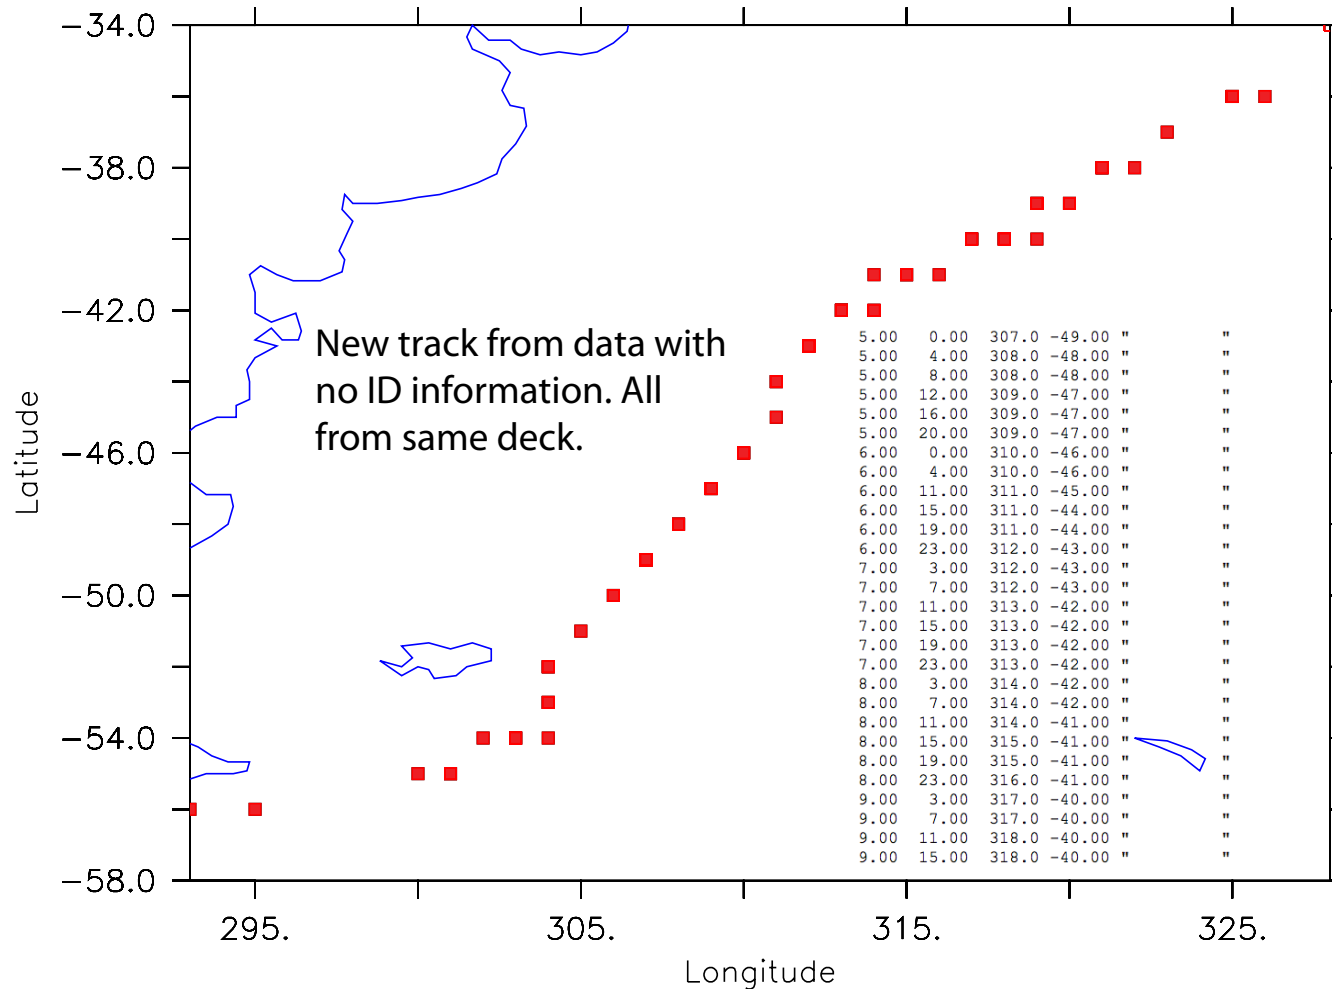 -34.0
-38.0
-42.0
-46.0
-50.0
-54.0
-58.0
Latitude
New track from data with
no ID information. All
from same deck.
5.00 0.00 307.0 -49.00 " "
5.00 4.00 308.0 -48.00 " "
5.00 8.00 308.0 -48.00 " "
5.00 12.00 309.0 -47.00 " "
5.00 16.00 309.0 -47.00 " "
5.00 20.00 309.0 -47.00 " "
6.00 0.00 310.0 -46.00 " "
6.00 4.00 310.0 -46.00 " "
6.00 11.00 311.0 -45.00 " "
6.00 15.00 311.0 -44.00 " "
6.00 19.00 311.0 -44.00 " "
6.00 23.00 312.0 -43.00 " "
7.00 3.00 312.0 -43.00 " "
7.00 7.00 312.0 -43.00 " "
7.00 11.00 313.0 -42.00 " "
7.00 15.00 313.0 -42.00 " "
7.00 19.00 313.0 -42.00 " "
7.00 23.00 313.0 -42.00 " "
8.00 3.00 314.0 -42.00 " "
8.00 7.00 314.0 -42.00 " "
8.00 11.00 314.0 -41.00 " "
8.00 15.00 315.0 -41.00 " "
8.00 19.00 315.0 -41.00 " "
8.00 23.00 316.0 -41.00 " "
9.00 3.00 317.0 -40.00 " "
9.00 7.00 317.0 -40.00 " "
9.00 11.00 318.0 -40.00 " "
9.00 15.00 318.0 -40.00 " "
295. 305. 315. 325.
Longitude